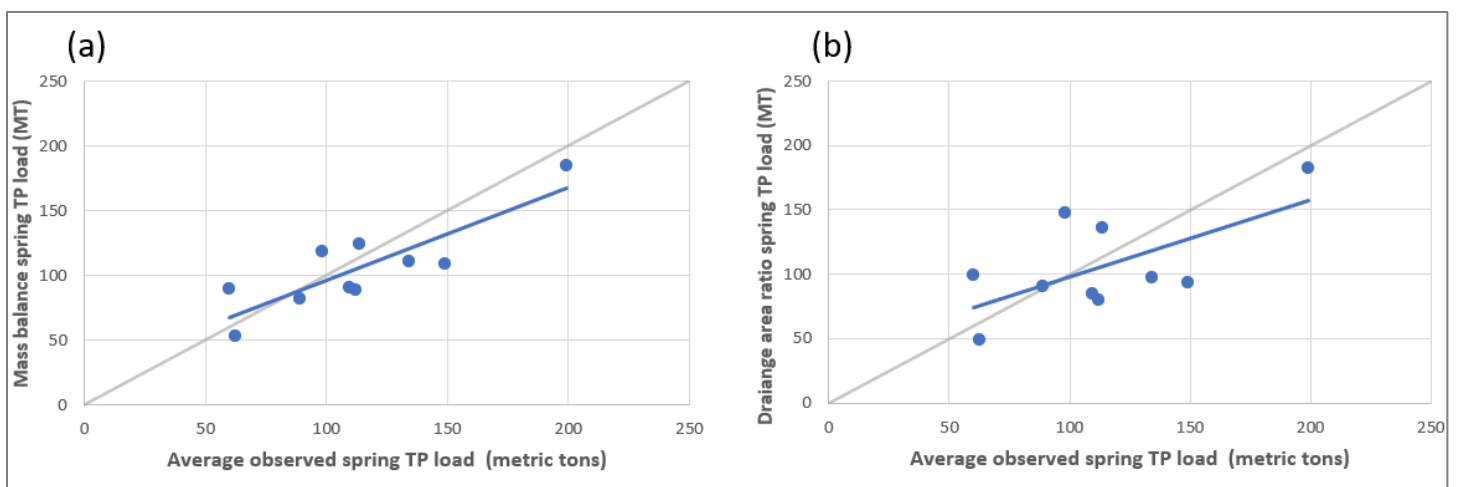 (a)
250
200
150
100
50
0
0 50 100 150 200 250
Mass balance spring TP load (MT)
Average observed spring TP load (metric tons)
(b)
250
200
150
100
50
0
0 50 100 150 200 250
Draiange area ratio spring TP load (MT)
Average observed spring TP load (metric tons)